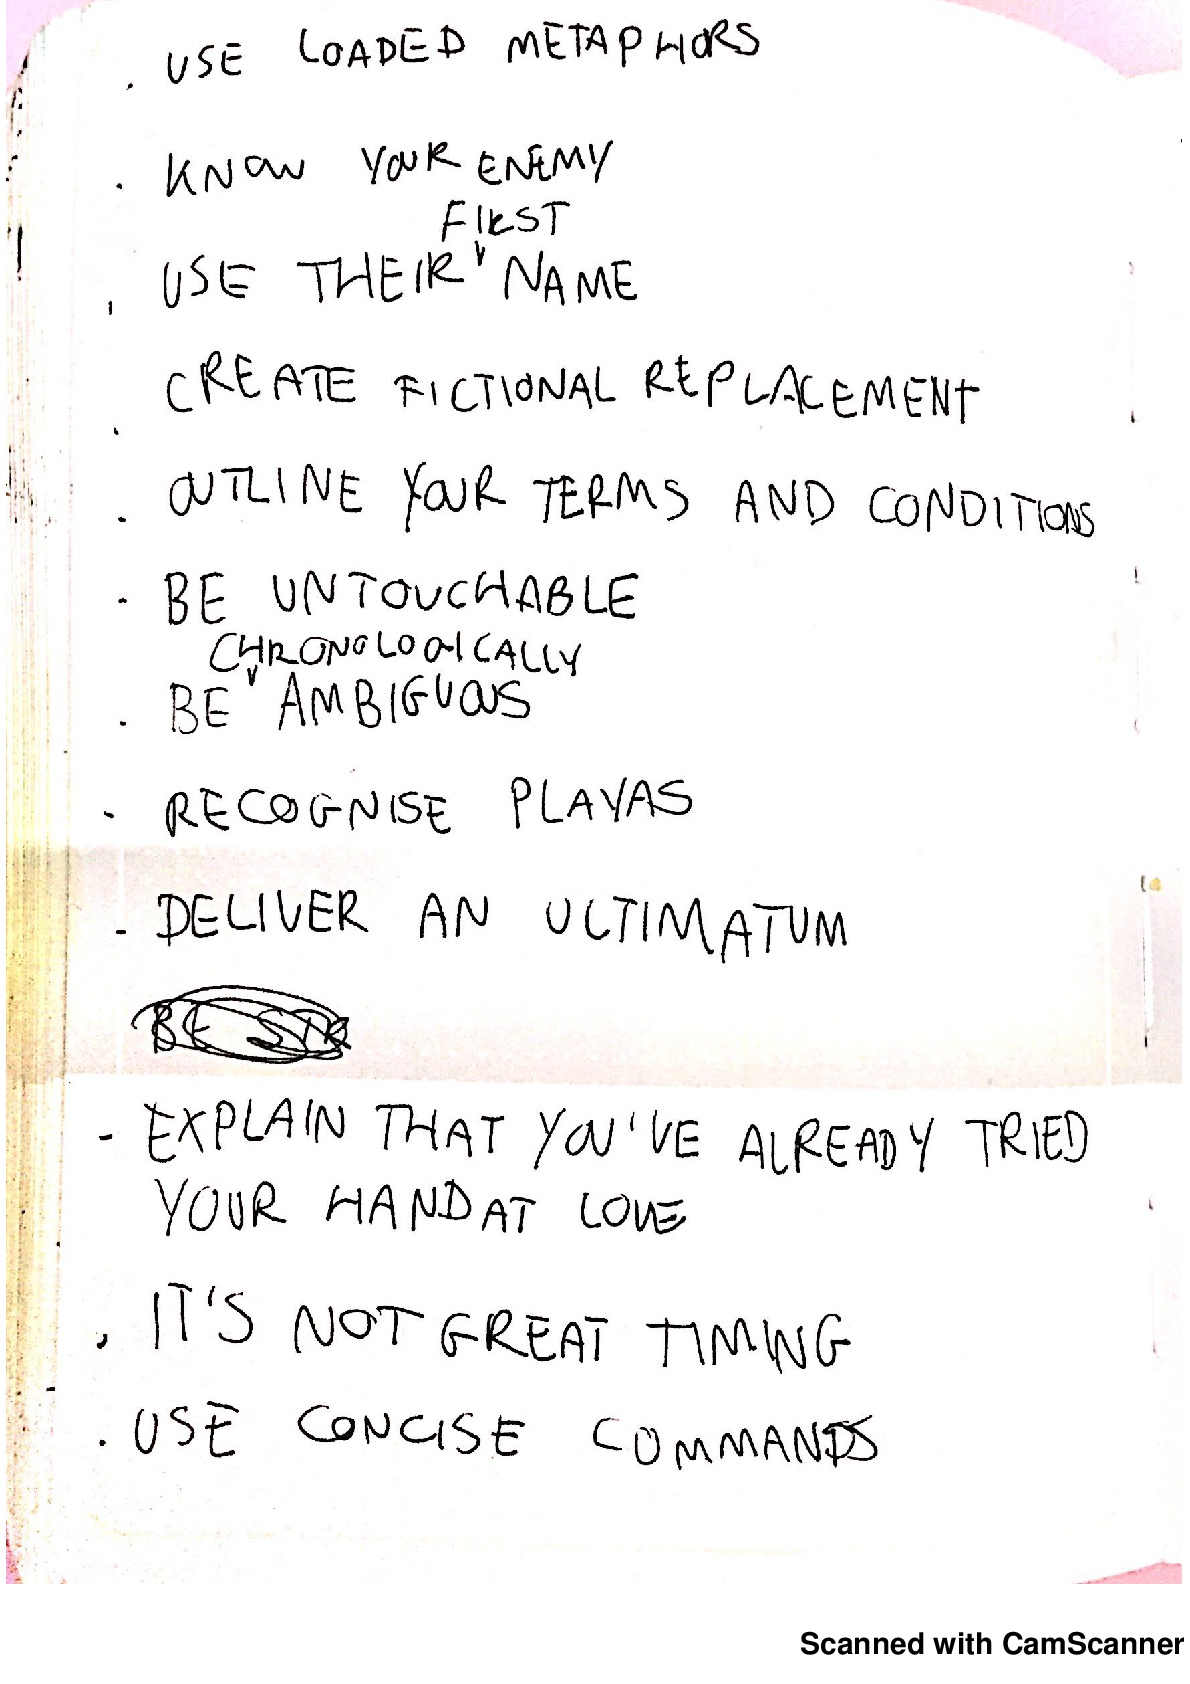 . USE LOADED METAPHORS
. KNOW YOUR ENEMY
FIRST
. USE THEIR ˅ NAME
. CREATE FICTIONAL REPLACEMENT
. OUTLINE YOUR TERMS AND CONDITIONS
- BE UNTOUCHABLE
CHRONOLOGICALLY
. BE ˅ AMBIGUOUS
- RECOGNISE PLAYAS
- DELIVER AN ULTIMATUM
BE
- EXPLAIN THAT YOU'VE ALREADY TRIED
YOUR HAND AT LOVE
. IT'S NOT GREAT TIMING
. USE CONCISE COMMANDS
Scanned with CamScanner